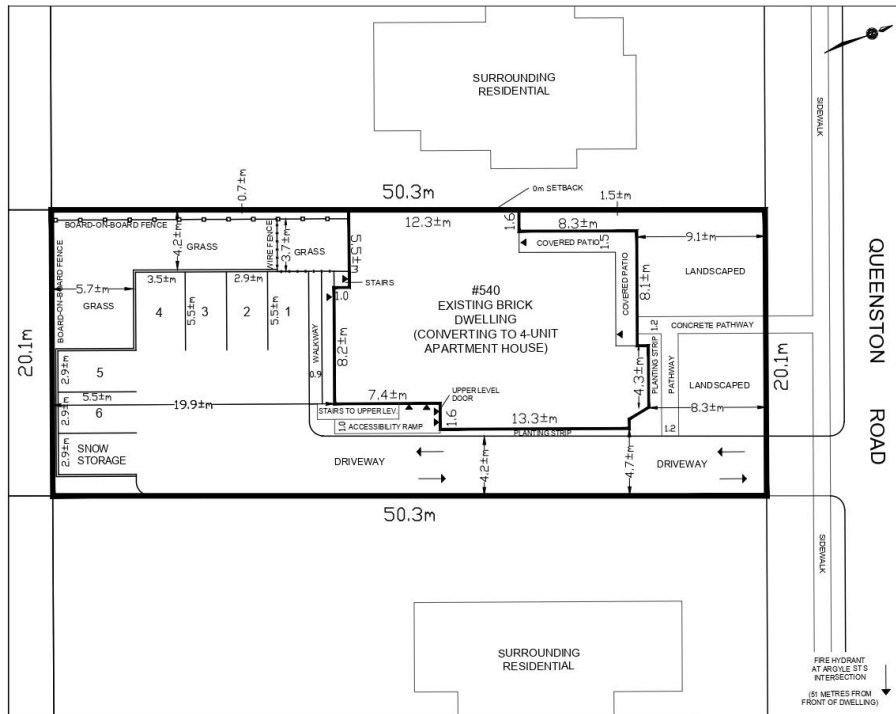 SURROUNDING
RESIDENTIAL
SIDEWALK
0.7±m
50.3m
0m SETBACK
1.5±m
BOARD-ON-BOARD FENCE
4.2±m
GRASS
WIRE FENCE
3.7±m
GRASS
5.5±m
12.3±m
1.6
8.3±m
COVERED PATIO
1.5
9.1±m
LANDSCAPED
BOARD-ON-BOARD FENCE
5.7±m
GRASS
3.5±m
2.9±m
STAIRS
1.0
4
5.5±m
3
2
5.5±m
1
WALKWAY
0.9
8.2±m
#540
EXISTING BRICK
DWELLING
(CONVERTING TO 4-UNIT
APARTMENT HOUSE)
COVERED PATIO
8.1±m
1.2
CONCRETE PATHWAY
QUEENSTON ROAD
20.1m
20.1m
2.9±m
5
5.5±m
2.9±m
6
19.9±m
7.4±m
UPPER LEVEL
DOOR
4.3±m
PLANTING STRIP
PATHWAY
LANDSCAPED
8.3±m
STAIRS TO UPPER LEV.
1.0
ACCESSIBILITY RAMP
1.6
13.3±m
1.2
PLANTING STRIP
2.9±m
SNOW
STORAGE
DRIVEWAY
4.2±m
4.7±m
DRIVEWAY
50.3m
SIDEWALK
SURROUNDING
RESIDENTIAL
FIRE HYDRANT
AT ARGYLE ST S
INTERSECTION
(51 METRES FROM
FRONT OF DWELLING)